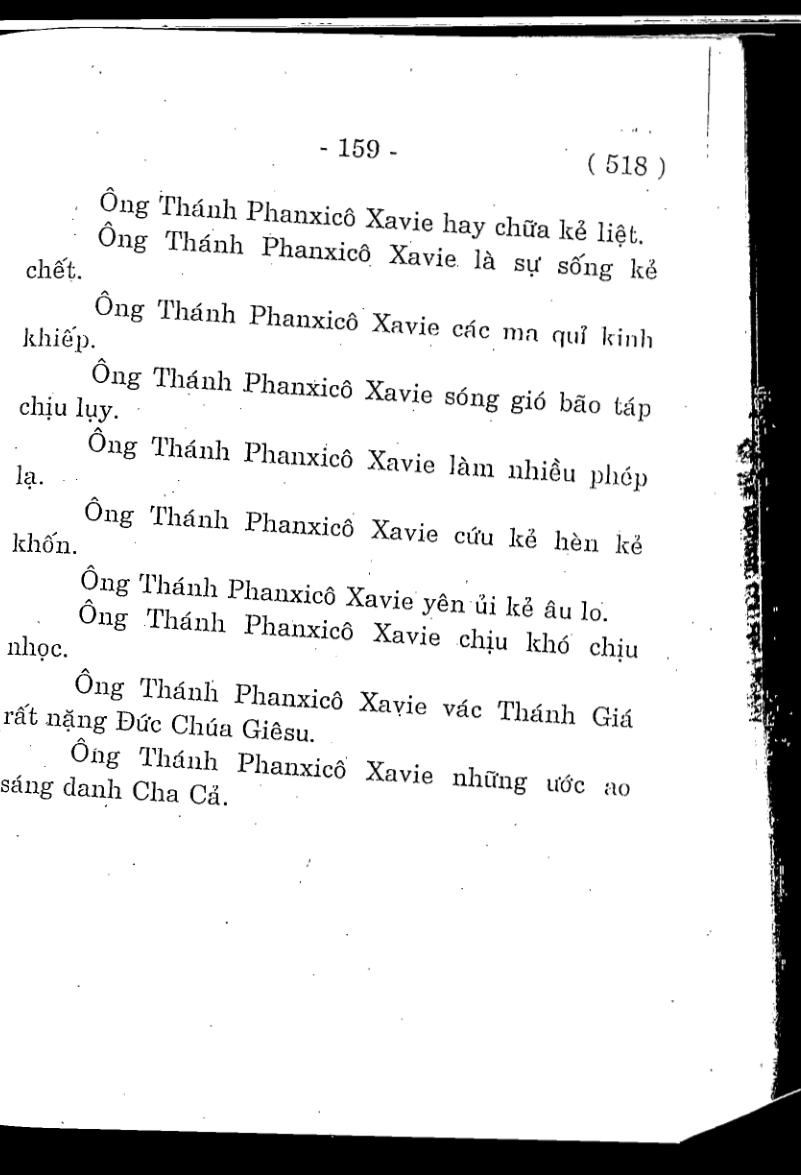 - 159 -
( 518 )
Ông Thánh Phanxicô Xavie hay chữa kẻ liệt.
Ông Thánh Phanxicô Xavie là sự sống kẻ
chết.
Ông Thánh Phanxicô Xavie các ma quỉ kinh
khiếp.
Ông Thánh Phanxicô Xavie sóng gió bão táp
chịu lụy.
Ông Thánh Phanxicô Xavie làm nhiều phép
lạ.
Ông Thánh Phanxicô Xavie cứu kẻ hèn kẻ
khốn.
Ông Thánh Phanxicô Xavie yên ủi kẻ âu lo.
Ông Thánh Phanxicô Xavie chịu khó chịu
nhọc.
Ông Thánh Phanxicô Xavie vác Thánh Giá
rất nặng Đức Chúa Giêsu.
Ông Thánh Phanxicô Xavie những ước ao
sáng danh Cha Cả.